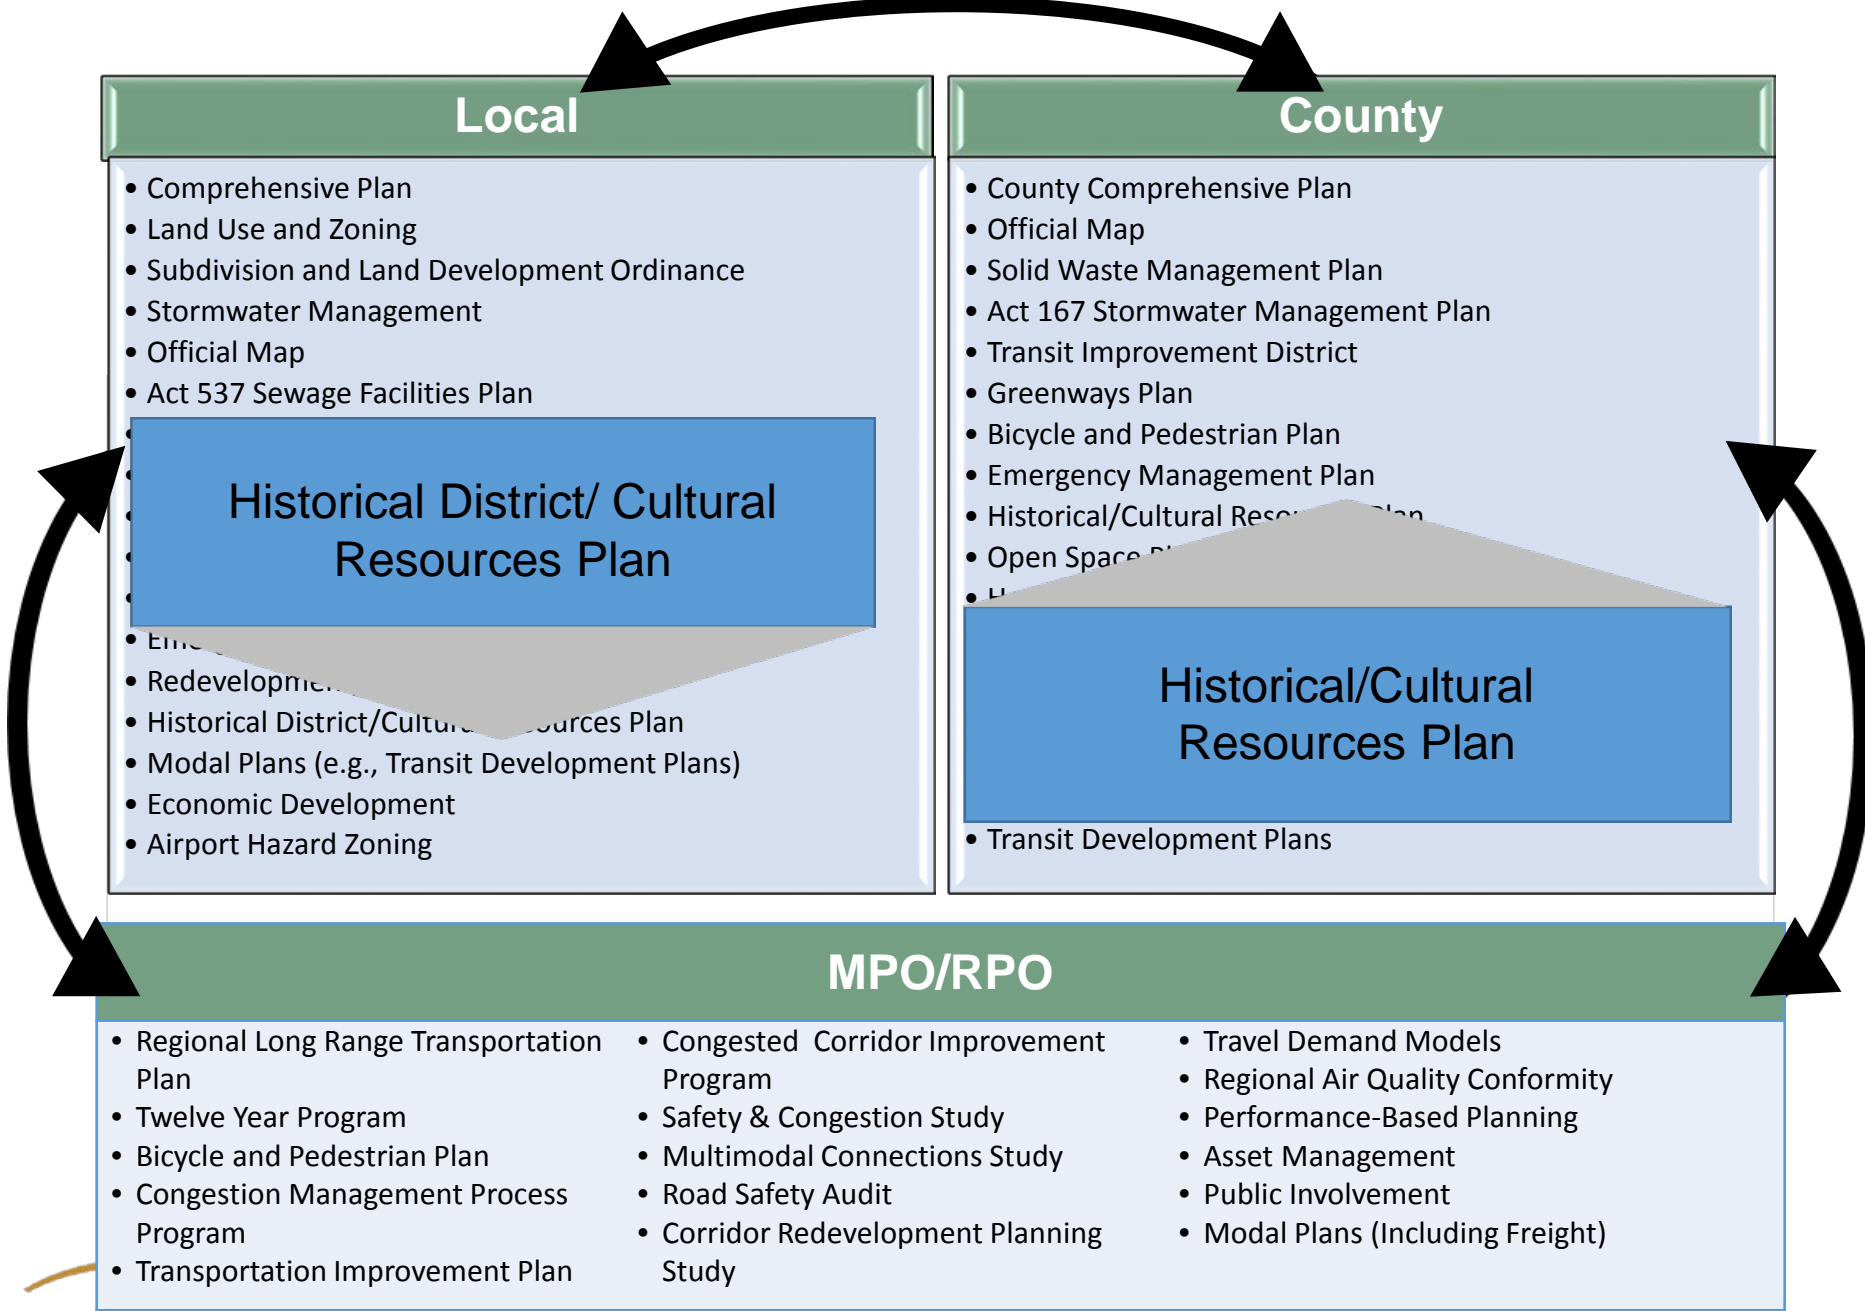 Local
• Comprehensive Plan
• Land Use and Zoning
• Subdivision and Land Development Ordinance
• Stormwater Management
• Official Map
• Act 537 Sewage Facilities Plan
Historical District/ Cultural
Resources Plan
• Historical District/Cultural Resources Plan
• Modal Plans (e.g., Transit Development Plans)
• Economic Development
• Airport Hazard Zoning
County
• County Comprehensive Plan
• Official Map
• Solid Waste Management Plan
• Act 167 Stormwater Management Plan
• Transit Improvement District
• Greenways Plan
• Bicycle and Pedestrian Plan
• Emergency Management Plan
• Historical/Cultural Resources Plan
• Open Space
Historical/Cultural
Resources Plan
• Transit Development Plans
MPO/RPO
• Regional Long Range Transportation
Plan
• Twelve Year Program
• Bicycle and Pedestrian Plan
• Congestion Management Process
Program
• Transportation Improvement Plan
• Congested Corridor Improvement
Program
• Safety & Congestion Study
• Multimodal Connections Study
• Road Safety Audit
• Corridor Redevelopment Planning
Study
• Travel Demand Models
• Regional Air Quality Conformity
• Performance-Based Planning
• Asset Management
• Public Involvement
• Modal Plans (Including Freight)